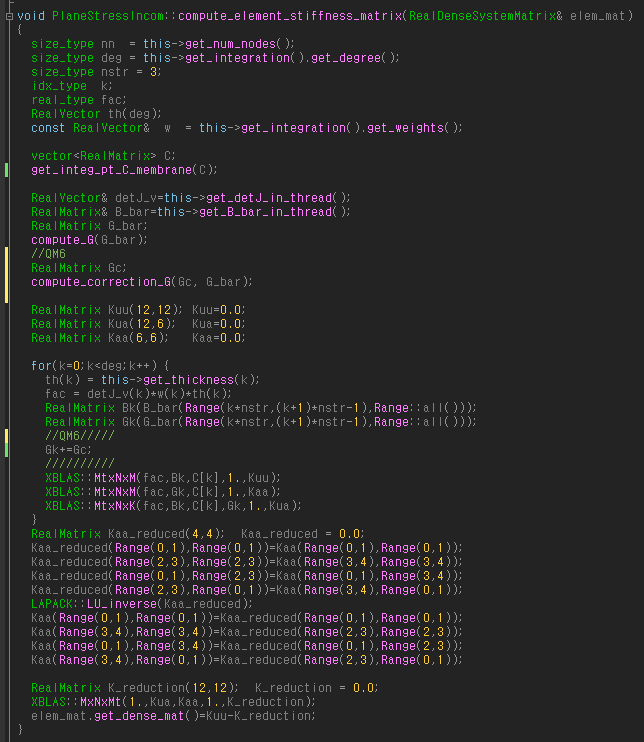 void PlaneStressIncom::compute_element_stiffness_matrix(RealDenseSystemMatrix& elem_mat)
{
size_type nn = this->get_num_nodes();
size_type deg = this->get_integration().get_degree();
size_type nstr = 3;
idx_type k;
real_type fac;
RealVector th(deg);
const RealVector& w = this->get_integration().get_weights();
vector<RealMatrix> C;
get_integ_pt_C_membrane(C);
RealVector& detJ_v=this->get_detJ_in_thread();
RealMatrix& B_bar=this->get_B_bar_in_thread();
RealMatrix G_bar;
compute_G(G_bar);
//QM6
RealMatrix Gc;
compute_correction_G(Gc, G_bar);
RealMatrix Kuu(12,12); Kuu=0.0;
RealMatrix Kua(12,6); Kua=0.0;
RealMatrix Kaa(6,6); Kaa=0.0;
for(k=0;k<deg;k++) {
th(k) = this->get_thickness(k);
fac = detJ_v(k)*w(k)*th(k);
RealMatrix Bk(B_bar(Range(k*nstr,(k+1)*nstr-1),Range::all()));
RealMatrix Gk(G_bar(Range(k*nstr,(k+1)*nstr-1),Range::all()));
//QM6/////
Gk+=Gc;
//////////
XBLAS::MtxNxM(fac,Bk,C[k],1.,Kuu);
XBLAS::MtxNxM(fac,Gk,C[k],1.,Kaa);
XBLAS::MtxNxK(fac,Bk,C[k],Gk,1.,Kua);
}
RealMatrix Kaa_reduced(4,4); Kaa_reduced = 0.0;
Kaa_reduced(Range(0,1),Range(0,1))=Kaa(Range(0,1),Range(0,1));
Kaa_reduced(Range(2,3),Range(2,3))=Kaa(Range(3,4),Range(3,4));
Kaa_reduced(Range(0,1),Range(2,3))=Kaa(Range(0,1),Range(3,4));
Kaa_reduced(Range(2,3),Range(0,1))=Kaa(Range(3,4),Range(0,1));
LAPACK::LU_inverse(Kaa_reduced);
Kaa(Range(0,1),Range(0,1))=Kaa_reduced(Range(0,1),Range(0,1));
Kaa(Range(3,4),Range(3,4))=Kaa_reduced(Range(2,3),Range(2,3));
Kaa(Range(0,1),Range(3,4))=Kaa_reduced(Range(0,1),Range(2,3));
Kaa(Range(3,4),Range(0,1))=Kaa_reduced(Range(2,3),Range(0,1));
RealMatrix K_reduction(12,12); K_reduction = 0.0;
XBLAS::MxNxMt(1.,Kua,Kaa,1.,K_reduction);
elem_mat.get_dense_mat()=Kuu-K_reduction;
}